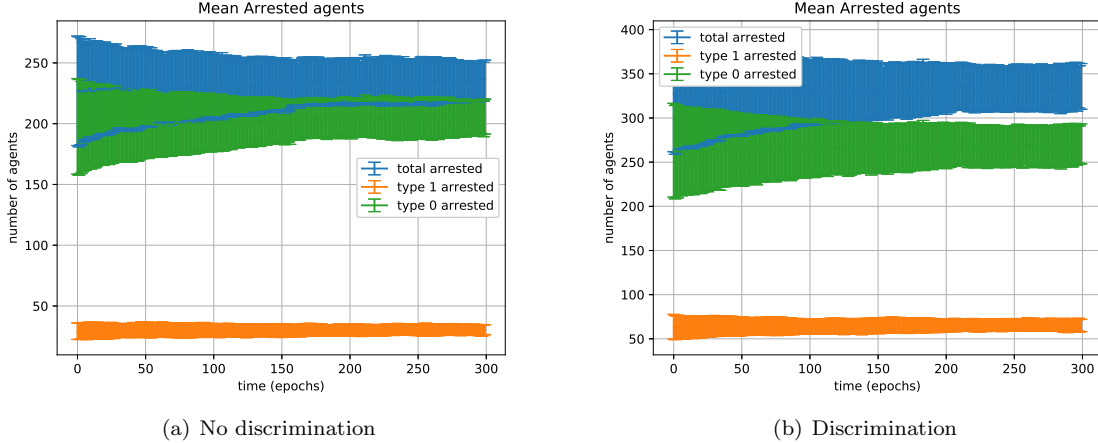 Mean Arrested agents
number of agents
250
200
150
100
50
total arrested
type 1 arrested
type 0 arrested
0
50
100
150
200
250
300
time (epochs)
(a) No discrimination
Mean Arrested agents
number of agents
400
350
300
250
200
150
100
50
total arrested
type 1 arrested
type 0 arrested
0
50
100
150
200
250
300
time (epochs)
(b) Discrimination